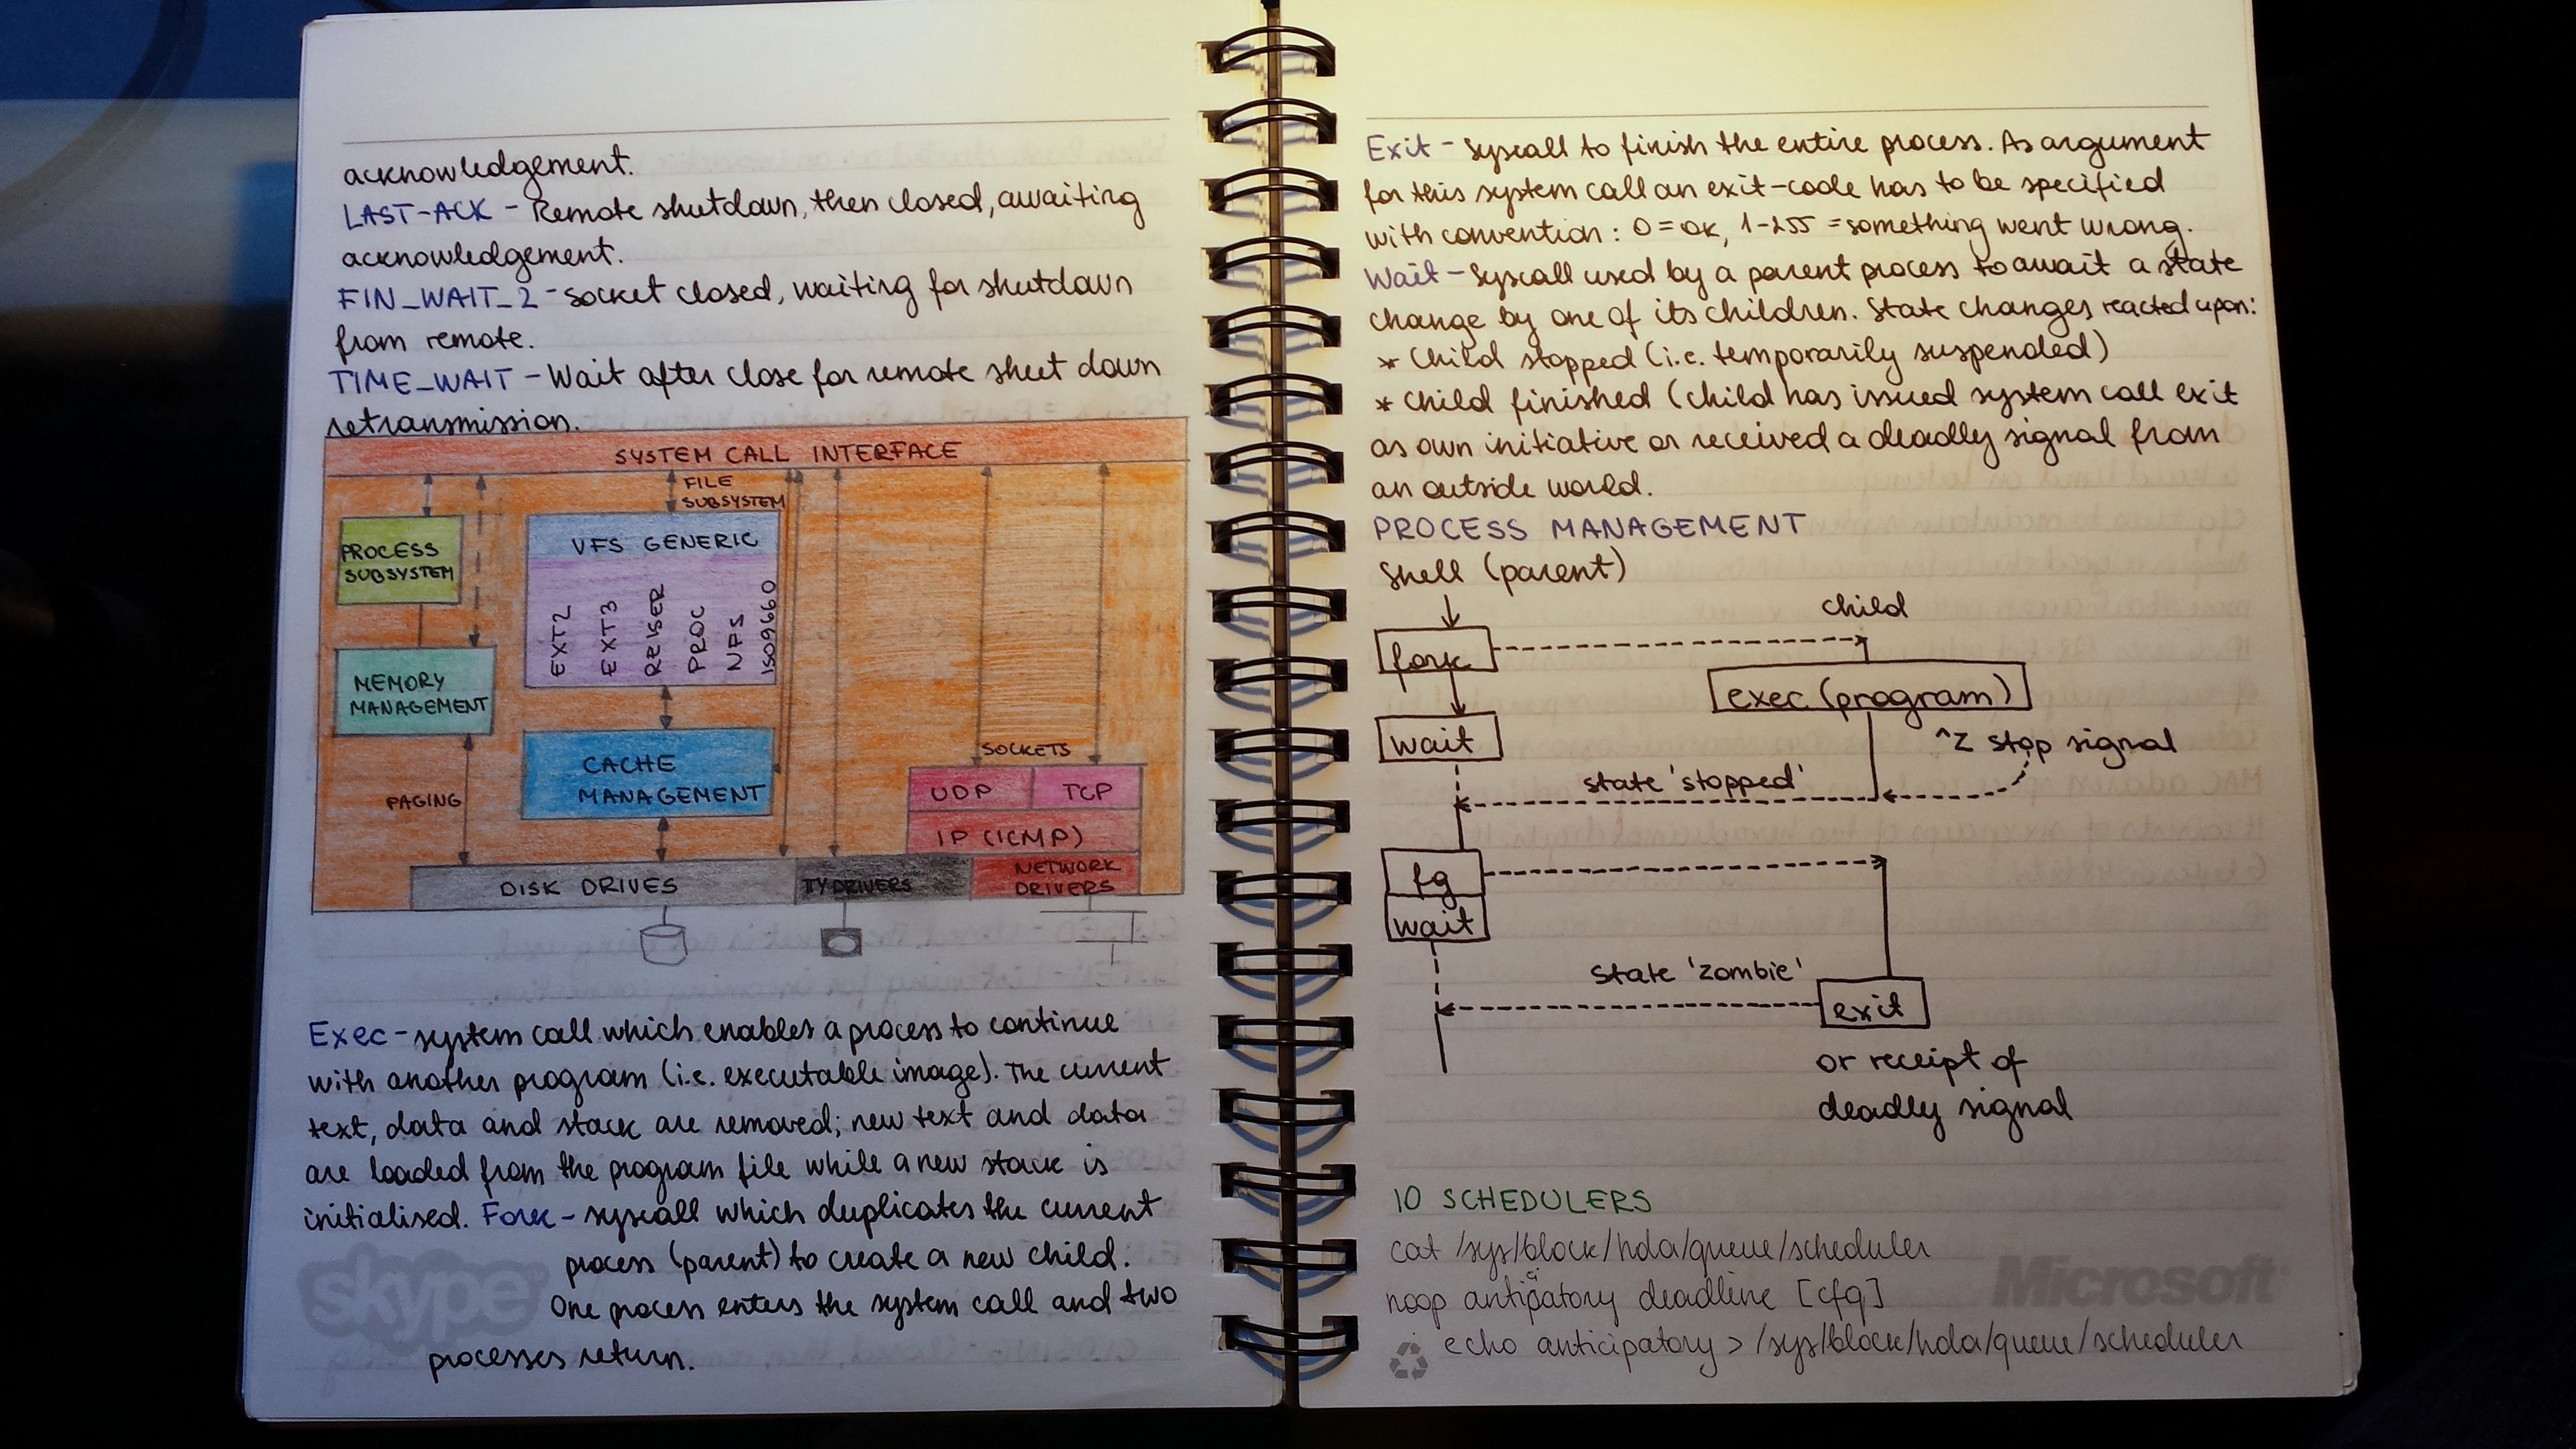 acknowledgement.
LAST-ACK - Remote shutdown, then closed, awaiting
acknowledgement.
FIN_WAIT_2 - Socket closed, waiting for shutdown
from remote.
TIME_WAIT - Wait after close for remote shut down
retransmission.
SYSTEM CALL INTERFACE
FILE
SUBSYSTEM
PROCESS
SUBSYSTEM
VFS GENERIC
EXT2
EXT3
REISER
PROC
NFS
ISO9660
MEMORY
MANAGEMENT
CACHE
MANAGEMENT
PAGING
SOCKETS
UDP
TCP
IP (ICMP)
DISK DRIVES
TTY DRIVERS
NETWORK
DRIVERS
Exec - system call which enables a process to continue
with another program (i.e. executable image). The current
text, data and stack are removed; new text and data
are loaded from the program file while a new stack is
initialised. Fork - syscall which duplicates the current
process (parent) to create a new child.
One process enters the system call and two
processes return.
skype
Exit - Syscall to finish the entire process. As argument
for this system call an exit-code has to be specified
with convention: 0 = OK, 1-255 = something went wrong.
Wait - Syscall used by a parent process to await a state
change by one of its children. State changes reacted upon:
* Child stopped (i.e. temporarily suspended)
* Child finished (child has issued system call exit
as own initiative or received a deadly signal from
an outside world.
PROCESS MANAGEMENT
Shell (parent)
child
fork
exec (program)
wait
^Z stop signal
state 'stopped'
fg
wait
State 'zombie'
exit
or receipt of
deadly signal
IO SCHEDULERS
cat /sys/block/hda/queue/scheduler
noop anticipatory deadline [cfq]
echo anticipatory > /sys/block/hda/queue/scheduler
Microsoft